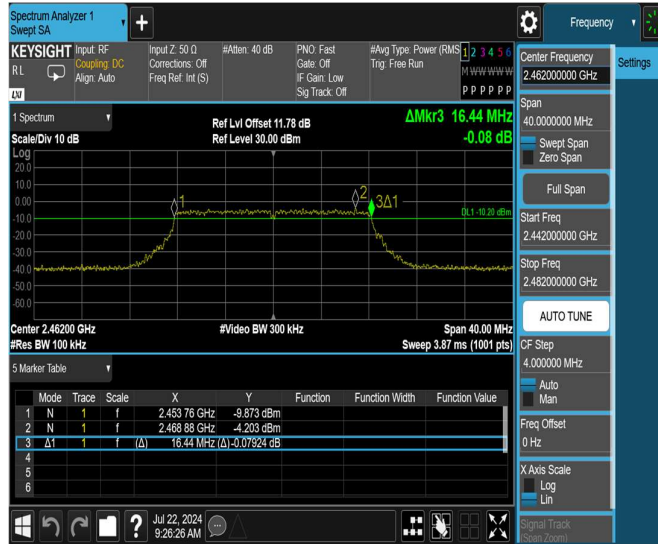 Spectrum Analyzer 1
Swept SA
+
Frequency
KEYSIGHT
RL
LXI
Input: RF
Coupling: DC
Align: Auto
Input Z: 50 Ω
Corrections: Off
Freq Ref: Int (S)
#Atten: 40 dB
PNO: Fast
Gate: Off
IF Gain: Low
Sig Track: Off
#Avg Type: Power (RMS
Trig: Free Run
1 2 3 4 5 6
M W W W W W
P P P P P P
1 Spectrum
Scale/Div 10 dB
Ref Lvl Offset 11.78 dB
Ref Level 30.00 dBm
ΔMkr3 16.44 MHz
-0.08 dB
Log
20.0
10.0
0.00
-10.0
-20.0
-30.0
-40.0
-50.0
-60.0
1
2
3Δ1
DL1 -10.20 dBm
Center 2.46200 GHz
#Video BW 300 kHz
Span 40.00 MHz
#Res BW 100 kHz
Sweep 3.87 ms (1001 pts)
5 Marker Table
Mode Trace Scale X Y Function Function Width Function Value
1 N 1 f 2.453 76 GHz -9.873 dBm
2 N 1 f 2.468 88 GHz -4.203 dBm
3 Δ1 1 f (Δ) 16.44 MHz (Δ) -0.07924 dB
4
5
6
?
Jul 22, 2024
9:26:26 AM
Center Frequency
2.462000000 GHz
Settings
Span
40.0000000 MHz
Swept Span
Zero Span
Full Span
Start Freq
2.442000000 GHz
Stop Freq
2.482000000 GHz
AUTO TUNE
CF Step
4.000000 MHz
Auto
Man
Freq Offset
0 Hz
X Axis Scale
Log
Lin
Signal Track
(Span Zoom)